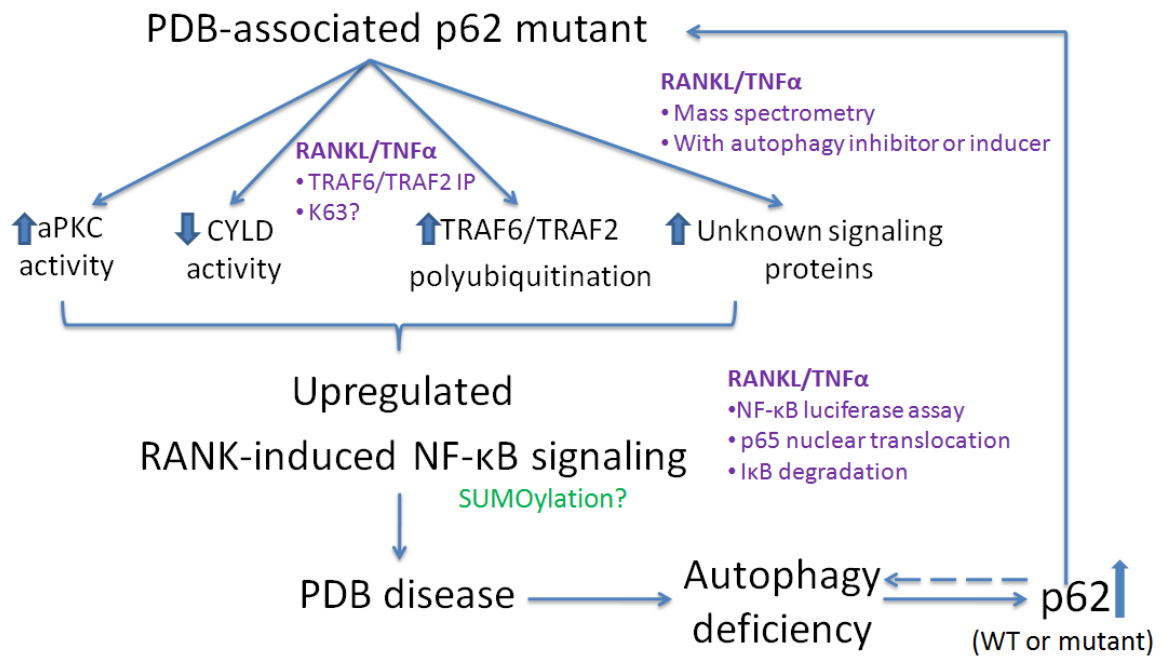 PDB-associated p62 mutant
RANKL/TNFα
• Mass spectrometry
• With autophagy inhibitor or inducer
RANKL/TNFα
• TRAF6/TRAF2 IP
• K63?
aPKC
activity
CYLD
activity
TRAF6/TRAF2
polyubiquitination
Unknown signaling
proteins
Upregulated
RANK-induced NF-κB signaling
SUMOylation?
RANKL/TNFα
•NF-κB luciferase assay
• p65 nuclear translocation
• IκB degradation
PDB disease
Autophagy
deficiency
p62
(WT or mutant)